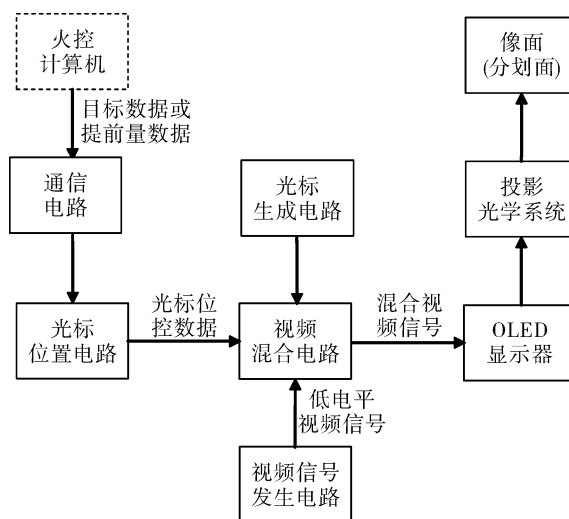 火控
计算机
目标数据或
提前量数据
通信
电路
光标
位置电路
光标位
控数据
光标
生成电路
视频
混合电路
低电平
视频信号
视频信号
发生电路
混合视
频信号
OLED
显示器
投影
光学系统
像面
(分划面)